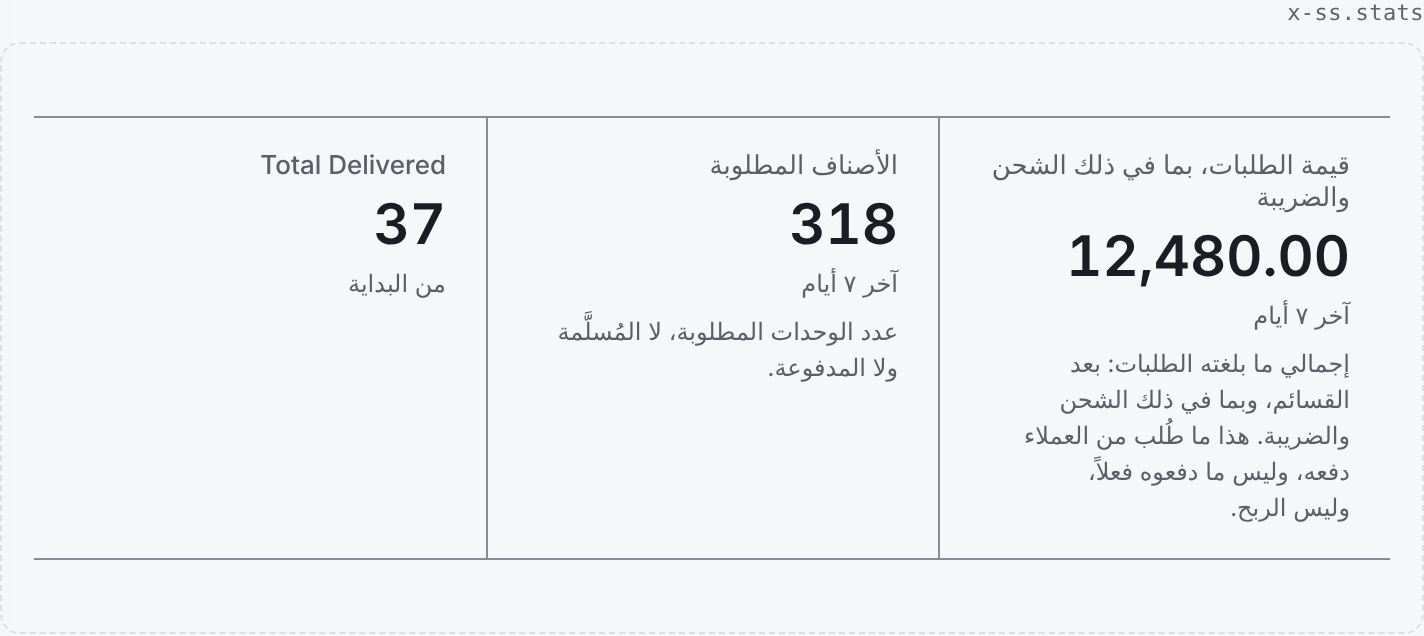 x-ss.stats
قيمة الطلبات، بما في ذلك الشحن
والضريبة
12,480.00
آخر ٧ أيام
إجمالي ما بلغته الطلبات: بعد
القسائم، وبما في ذلك الشحن
والضريبة. هذا ما طُلب من العملاء
دفعه، وليس ما دفعوه فعلاً،
وليس الربح.
الأصناف المطلوبة
318
آخر ٧ أيام
عدد الوحدات المطلوبة، لا المُسلَّمة
ولا المدفوعة.
Total Delivered
37
من البداية